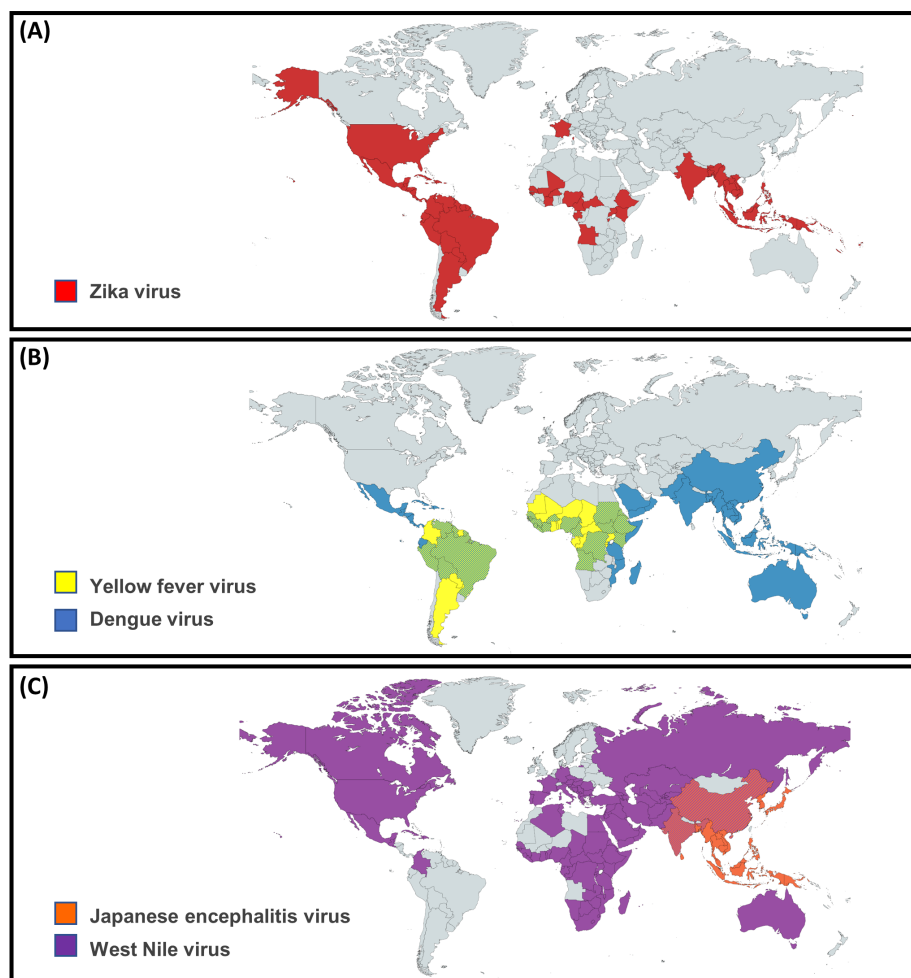 (A)
Zika virus
(B)
Yellow fever virus
Dengue virus
(C)
Japanese encephalitis virus
West Nile virus